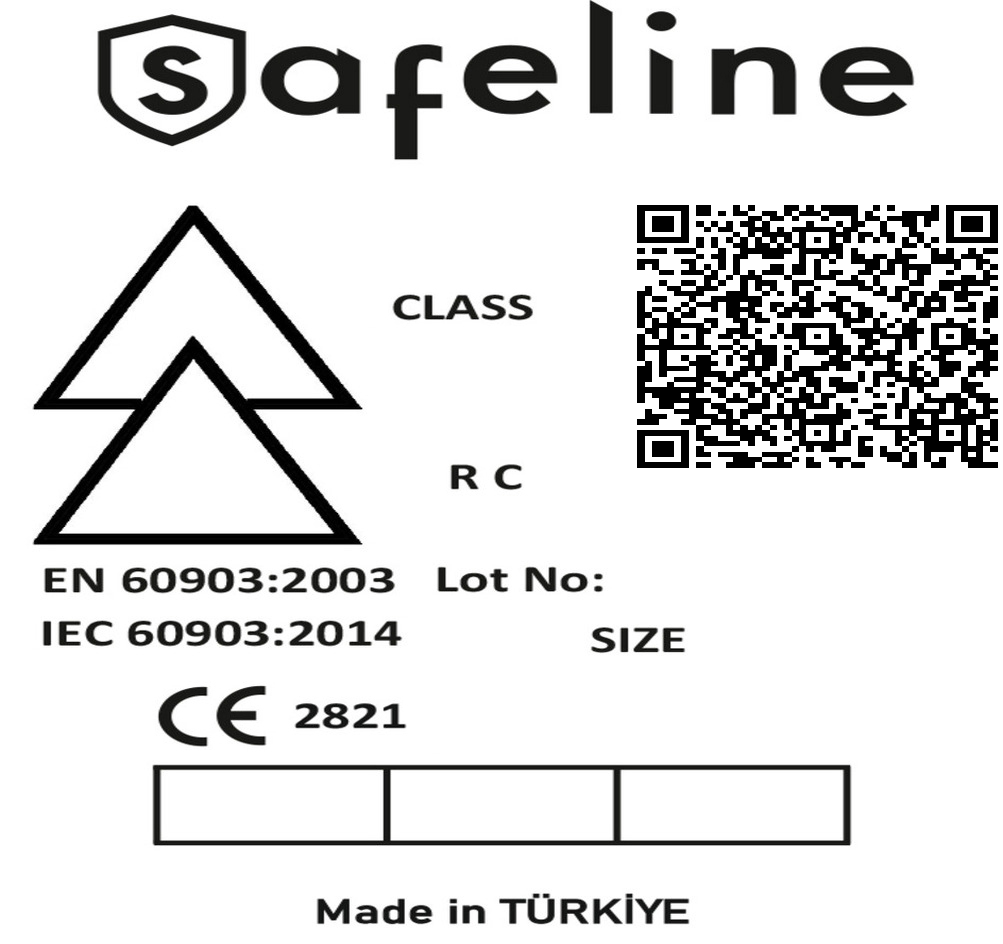 safeline
CLASS
R C
EN 60903:2003 Lot No:
IEC 60903:2014
SIZE
CE 2821
Made in TÜRKİYE